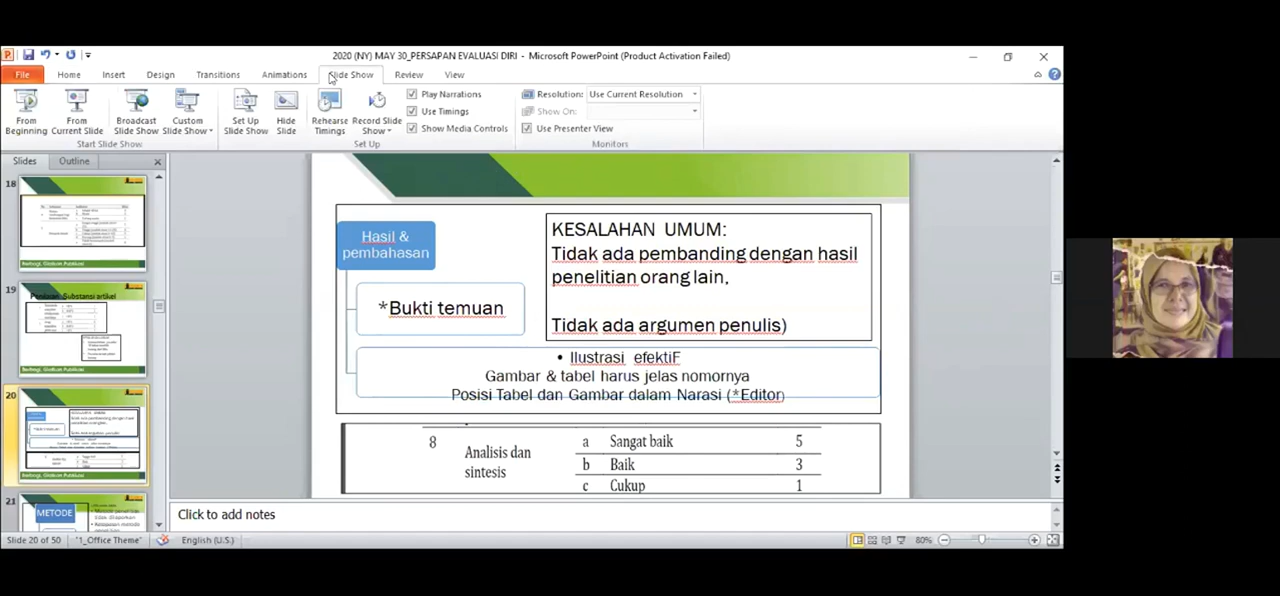 2020 (NY) MAY 30_PERSAPAN EVALUASI DIRI - Microsoft PowerPoint (Product Activation Failed)
File Home Insert Design Transitions Animations Slide Show Review View
From Beginning
From Current Slide
Broadcast Slide Show
Custom Slide Show
Set Up Slide Show
Hide Slide
Rehearse Timings
Record Slide Show
Play Narrations
Use Timings
Show Media Controls
Resolution: Use Current Resolution
Show On:
Use Presenter View
Start Slide Show
Set Up
Monitors
Slides Outline
18
19
Substansi artikel
20
21
METODE
Hasil &
pembahasan
*Bukti temuan
KESALAHAN UMUM:
Tidak ada pembanding dengan hasil
penelitian orang lain,
Tidak ada argumen penulis)
• Ilustrasi efektiF
Gambar & tabel harus jelas nomornya
Posisi Tabel dan Gambar dalam Narasi (*Editor)
8 Analisis dan sintesis
a Sangat baik 5
b Baik 3
c Cukup 1
Click to add notes
Slide 20 of 50 "1_Office Theme" English (U.S.) 80%